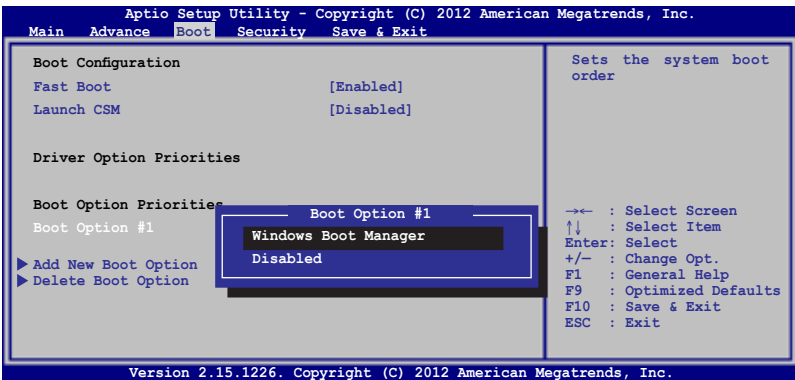 Aptio Setup Utility - Copyright (C) 2012 American Megatrends, Inc.
Main Advance Boot Security Save & Exit
Boot Configuration
Fast Boot [Enabled]
Launch CSM [Disabled]
Driver Option Priorities
Boot Option Priorities
Boot Option #1
Add New Boot Option
Delete Boot Option
Boot Option #1
Windows Boot Manager
Disabled
Sets the system boot
order
→← : Select Screen
↑↓ : Select Item
Enter: Select
+/— : Change Opt.
F1 : General Help
F9 : Optimized Defaults
F10 : Save & Exit
ESC : Exit
Version 2.15.1226. Copyright (C) 2012 American Megatrends, Inc.